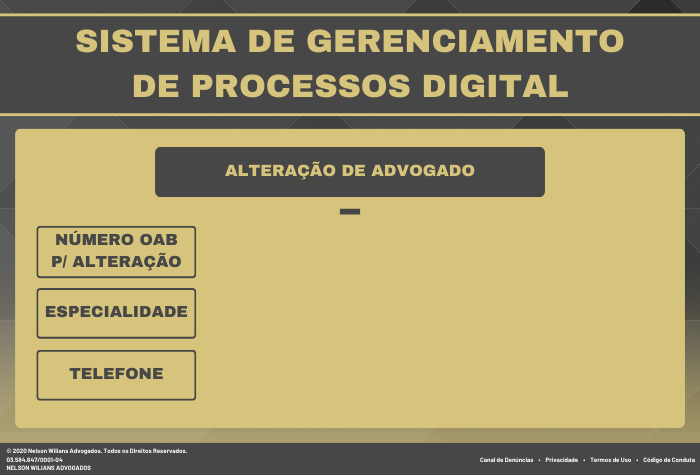 SISTEMA DE GERENCIAMENTO
DE PROCESSOS DIGITAL
ALTERAÇÃO DE ADVOGADO
NÚMERO OAB
P/ ALTERAÇÃO
ESPECIALIDADE
TELEFONE
© 2020 Nelson Wilians Advogados. Todos os Direitos Reservados.
03.584.647/0001-04
NELSON WILIANS ADVOGADOS
Canal de Denúncias • Privacidade • Termos de Uso • Código de Conduta